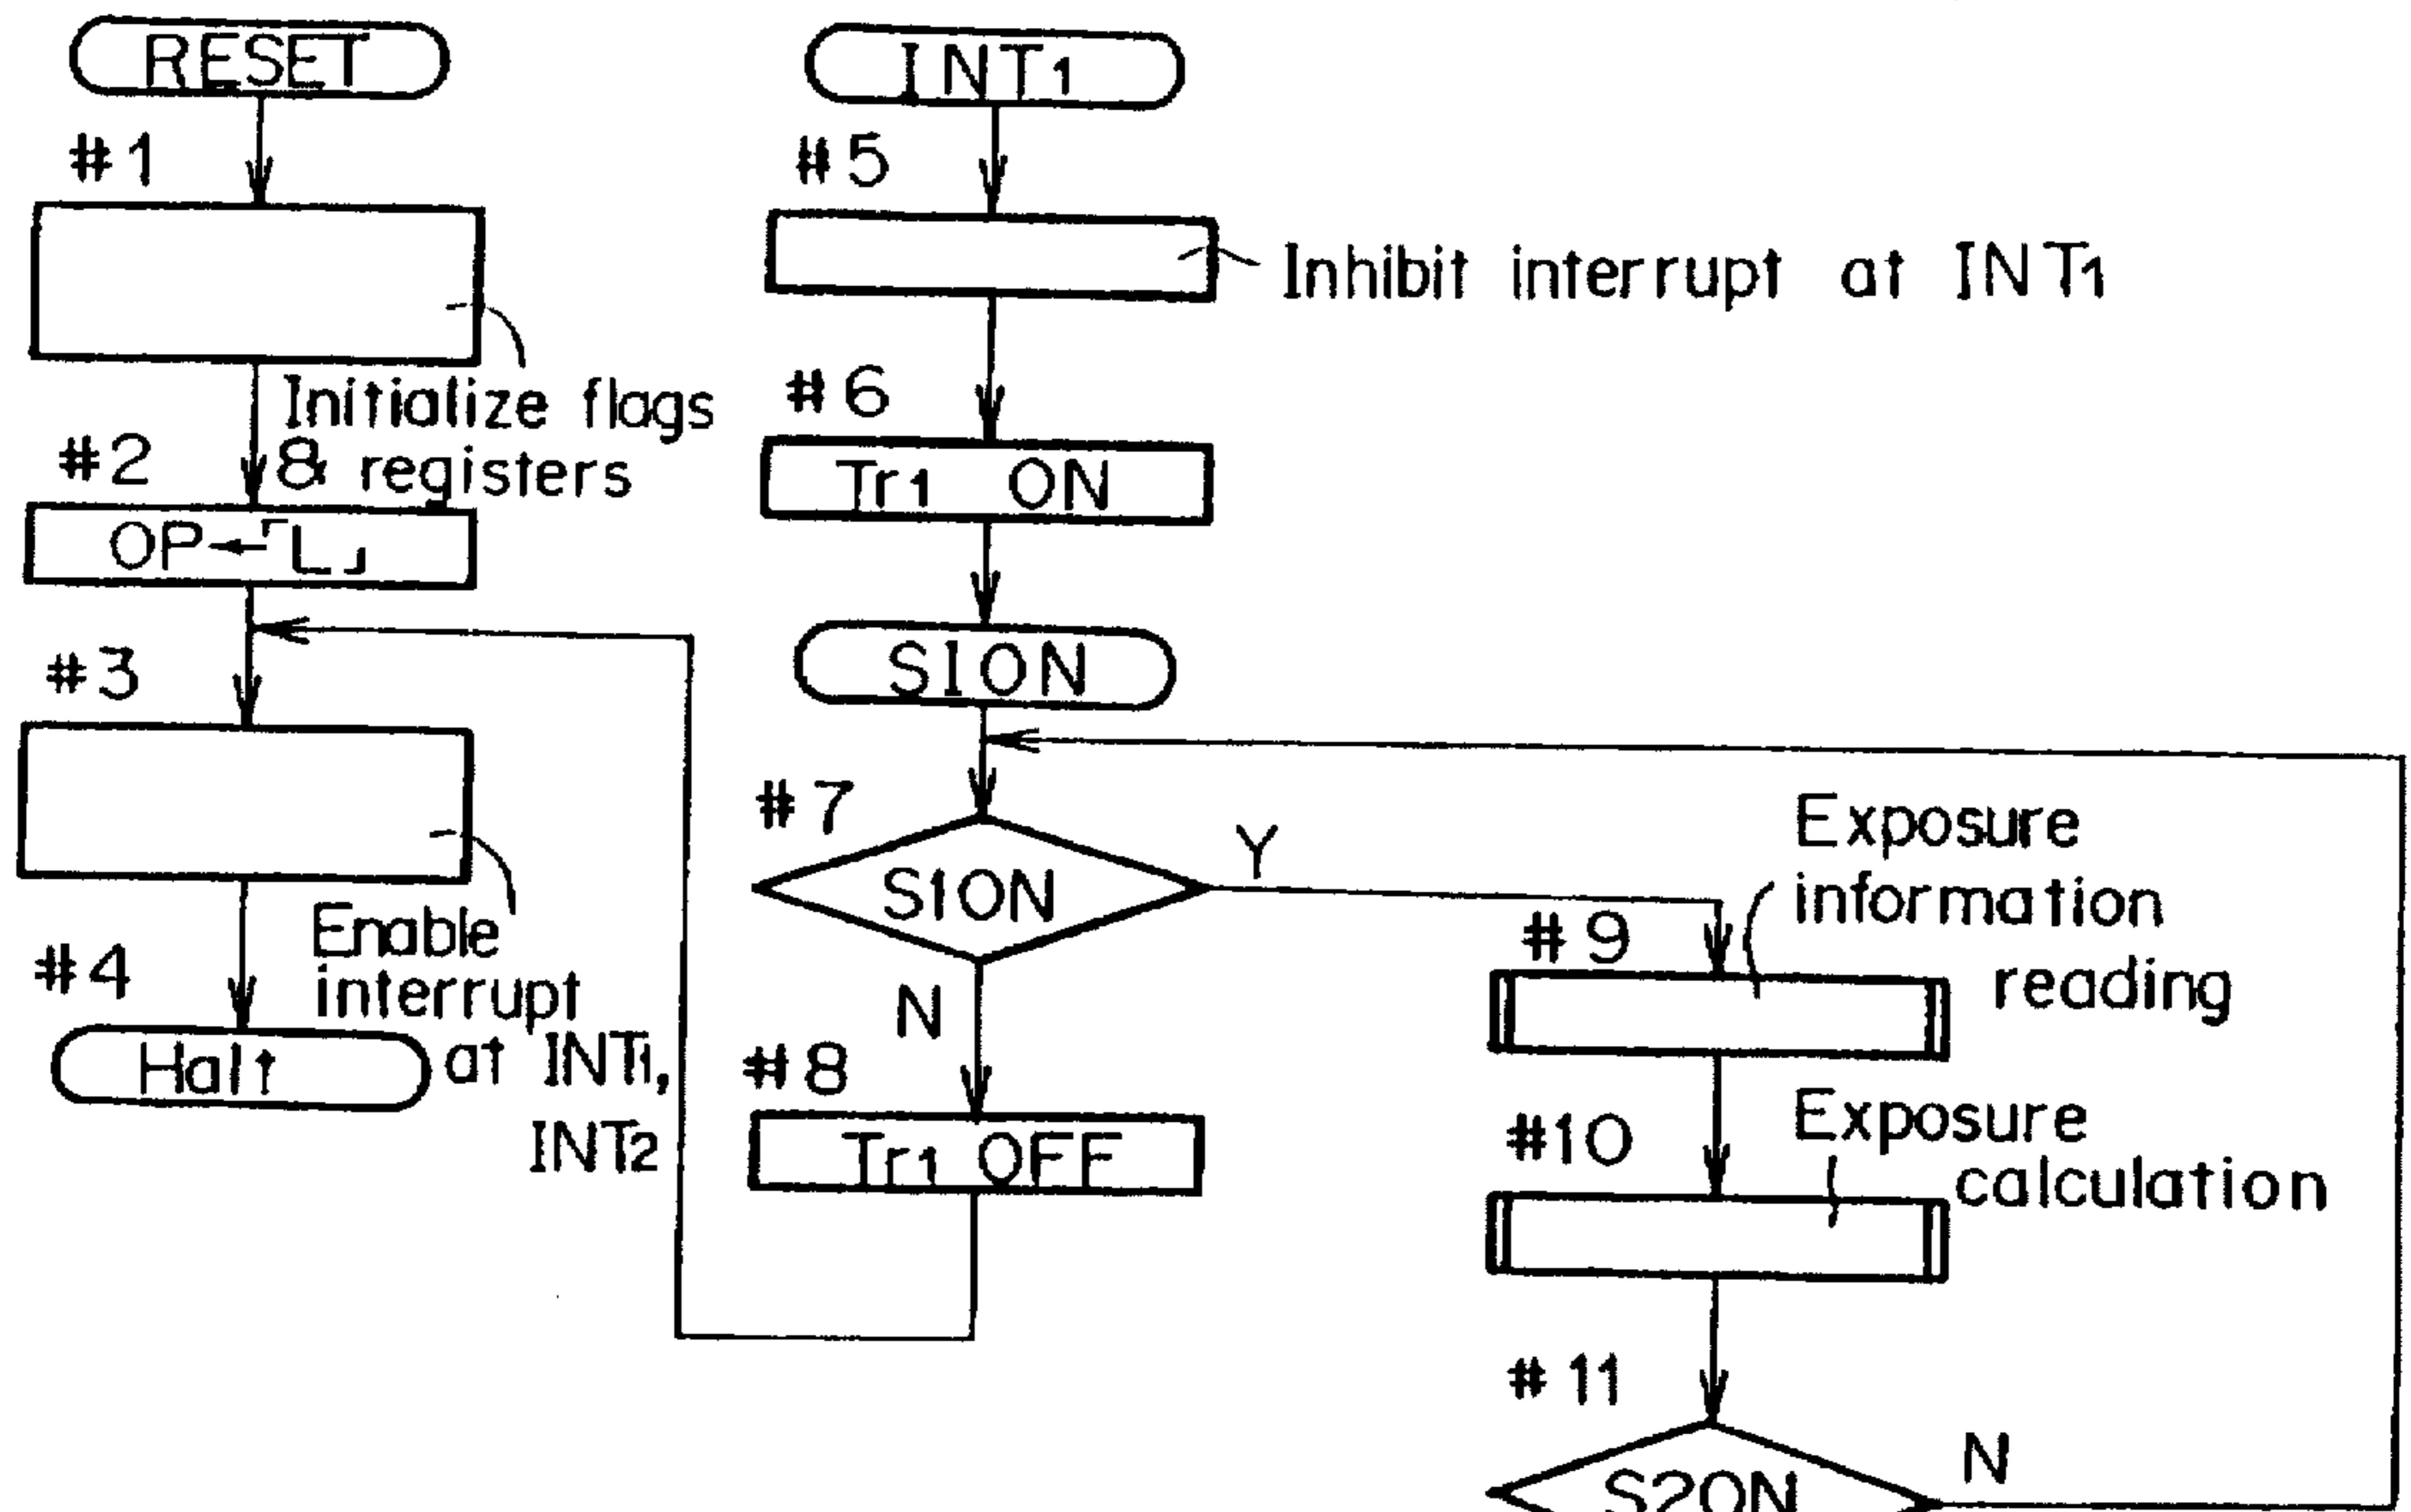 RESET
#1
Initialize flags
& registers
#2
OP←「L」
#3
Enable
interrupt
at INT1,
INT2
#4
Halt
INT1
#5
Inhibit interrupt at INT1
#6
Tr1 ON
S1ON
#7
S1ON
Y
N
#8
Tr1 OFF
Exposure
information
reading
#9
Exposure
calculation
#10
#11
S2ON
N